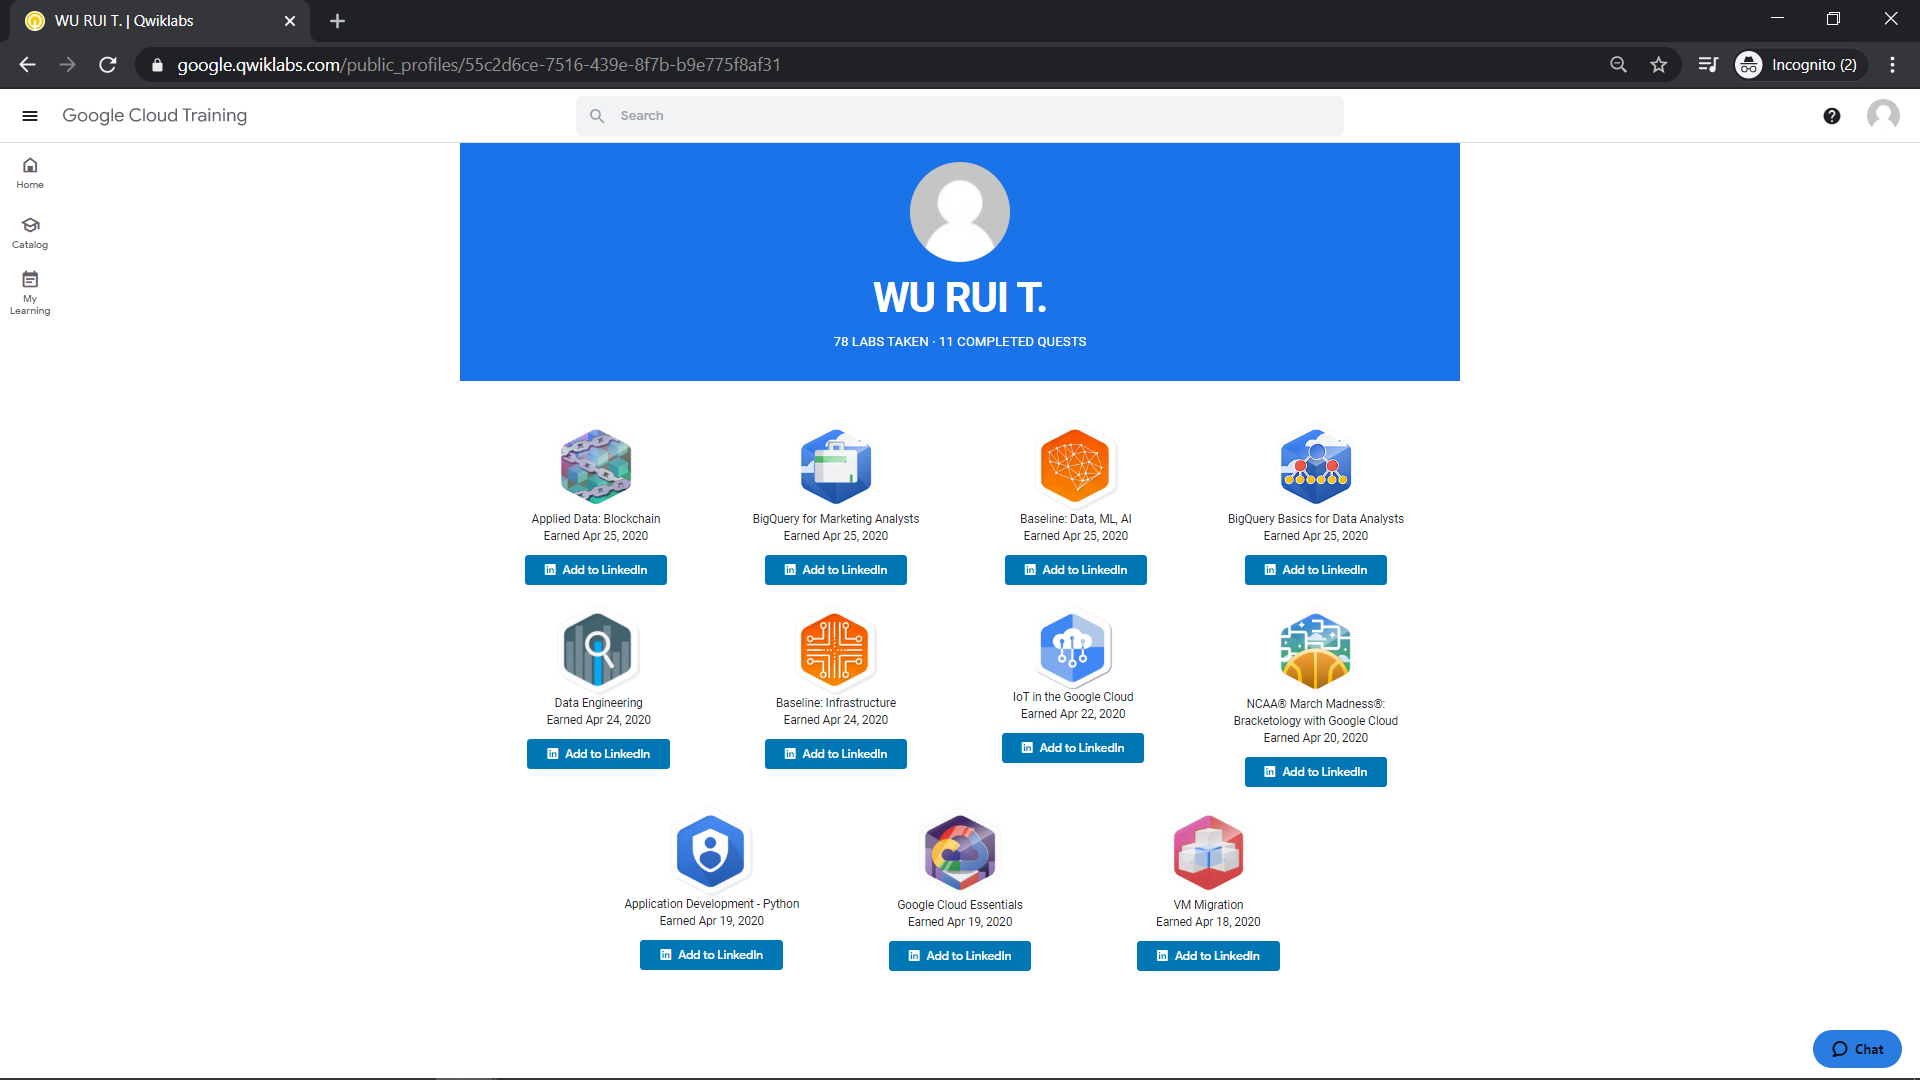 WU RUI T. | Qwiklabs
google.qwiklabs.com/public_profiles/55c2d6ce-7516-439e-8f7b-b9e775f8af31
Incognito (2)
Google Cloud Training
Search
Home
Catalog
My
Learning
WU RUI T.
78 LABS TAKEN · 11 COMPLETED QUESTS
Applied Data: Blockchain
Earned Apr 25, 2020
Add to LinkedIn
BigQuery for Marketing Analysts
Earned Apr 25, 2020
Add to LinkedIn
Baseline: Data, ML, AI
Earned Apr 25, 2020
Add to LinkedIn
BigQuery Basics for Data Analysts
Earned Apr 25, 2020
Add to LinkedIn
Data Engineering
Earned Apr 24, 2020
Add to LinkedIn
Baseline: Infrastructure
Earned Apr 24, 2020
Add to LinkedIn
IoT in the Google Cloud
Earned Apr 22, 2020
Add to LinkedIn
NCAA® March Madness®:
Bracketology with Google Cloud
Earned Apr 20, 2020
Add to LinkedIn
Application Development - Python
Earned Apr 19, 2020
Add to LinkedIn
Google Cloud Essentials
Earned Apr 19, 2020
Add to LinkedIn
VM Migration
Earned Apr 18, 2020
Add to LinkedIn
Chat